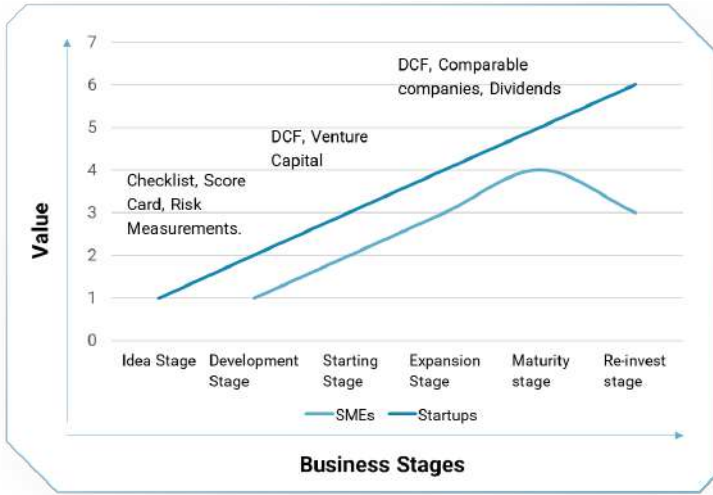 7
6
5
4
3
2
1
0
Value
DCF, Comparable
companies, Dividends
DCF, Venture
Capital
Checklist, Score
Card, Risk
Measurements.
Idea Stage
Development
Stage
Starting
Stage
Expansion
Stage
Maturity
stage
Re-invest
stage
SMEs
Startups
Business Stages